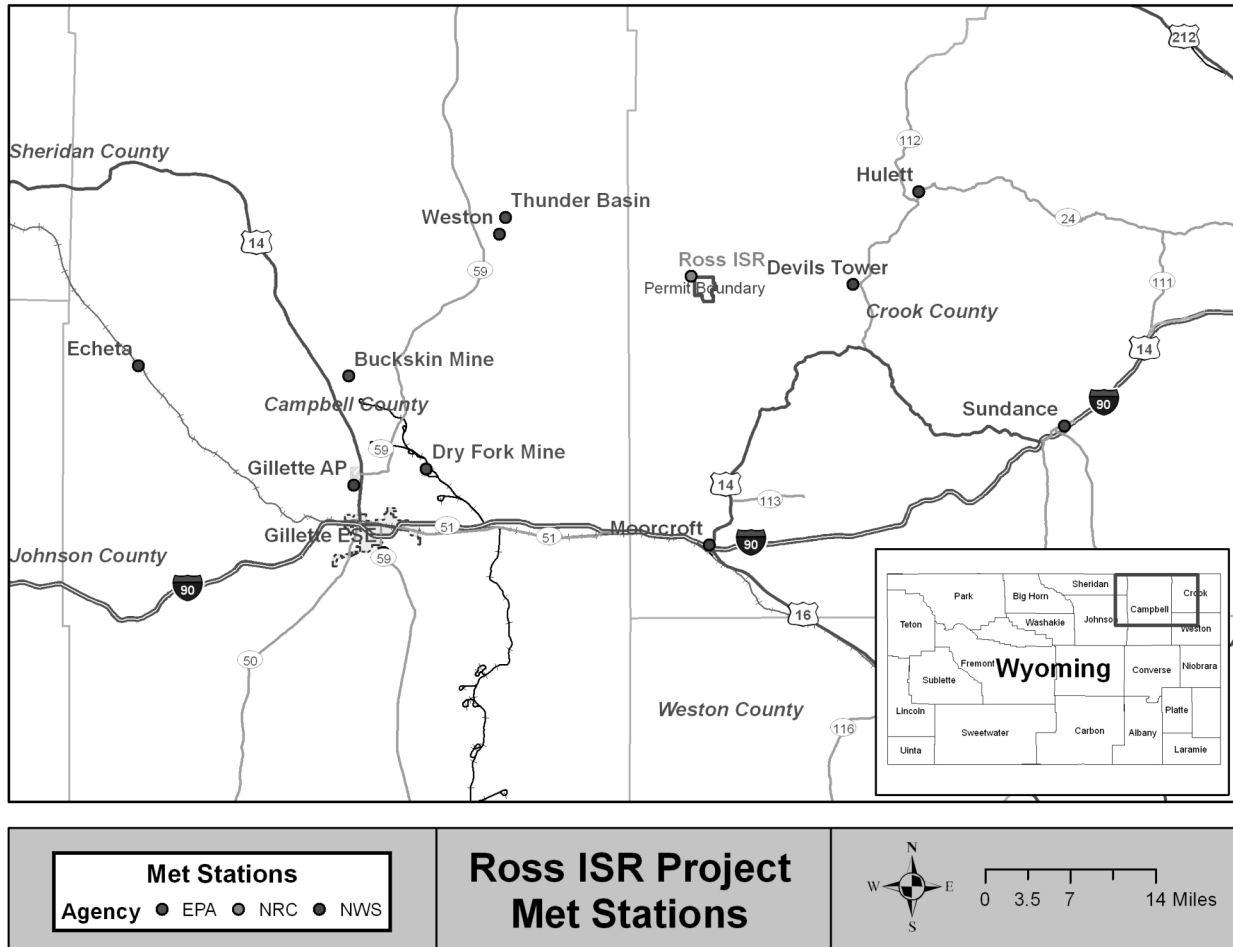 212
112
Sheridan County
Hulett
Thunder Basin
Weston
24
14
59
Ross ISR
Devils Tower
Permit Boundary
111
Crook County
Echeta
Buckskin Mine
14
Campbell County
90
Sundance
59
Dry Fork Mine
Gillette AP
14
113
Moorcroft
51
Gillette ESE
51
90
59
Johnson County
90
16
50
Weston County
116
Park
Big Horn
Sheridan
Campbell
Crook
Teton
Washakie
Johnson
Weston
Fremont
Wyoming
Converse
Niobrara
Sublette
Lincoln
Platte
Sweetwater
Carbon
Albany
Uinta
Laramie
Met Stations
Agency EPA NRC NWS
Ross ISR Project
Met Stations
N
W E
S
0 3.5 7 14 Miles